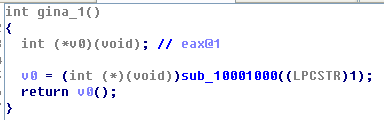 int gina_1()
{
int (*v0)(void); // eax@1
v0 = (int (*)(void))sub_10001000((LPCSTR)1);
return v0();
}